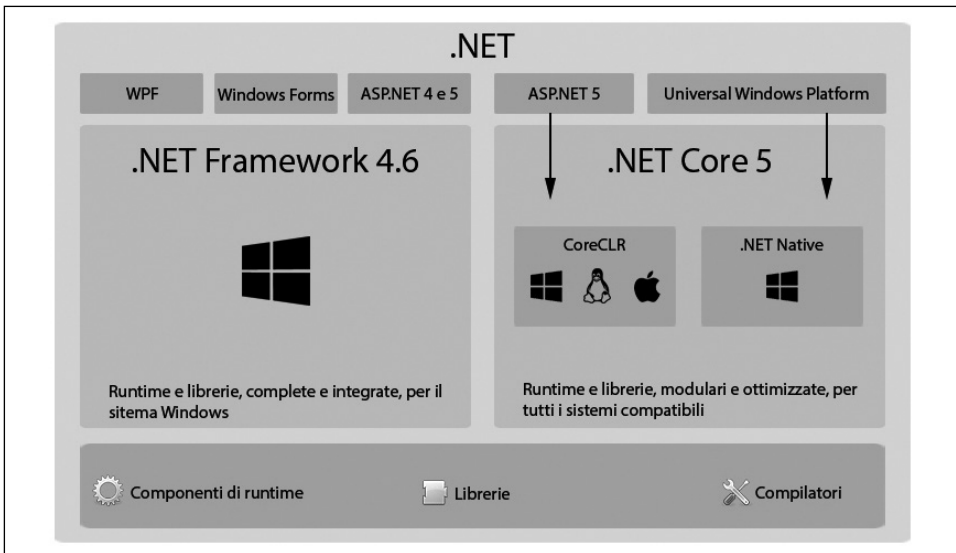 .NET
WPF
Windows Forms
ASP.NET 4 e 5
ASP.NET 5
Universal Windows Platform
.NET Framework 4.6
Runtime e librerie, complete e integrate, per il
sitema Windows
.NET Core 5
CoreCLR
.NET Native
Runtime e librerie, modulari e ottimizzate, per
tutti i sistemi compatibili
Componenti di runtime
Librerie
Compilatori